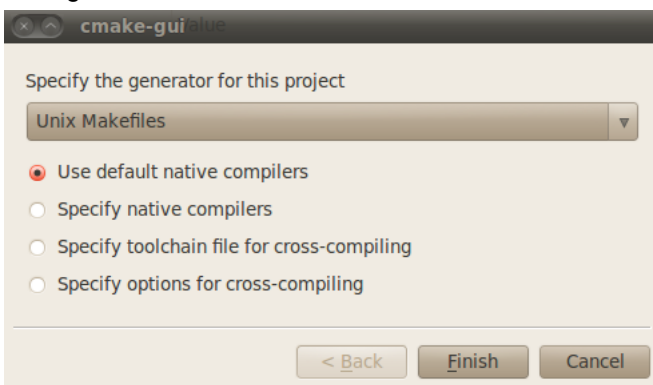 cmake-gui
Specify the generator for this project
Unix Makefiles
Use default native compilers
Specify native compilers
Specify toolchain file for cross-compiling
Specify options for cross-compiling
< Back
Finish
Cancel